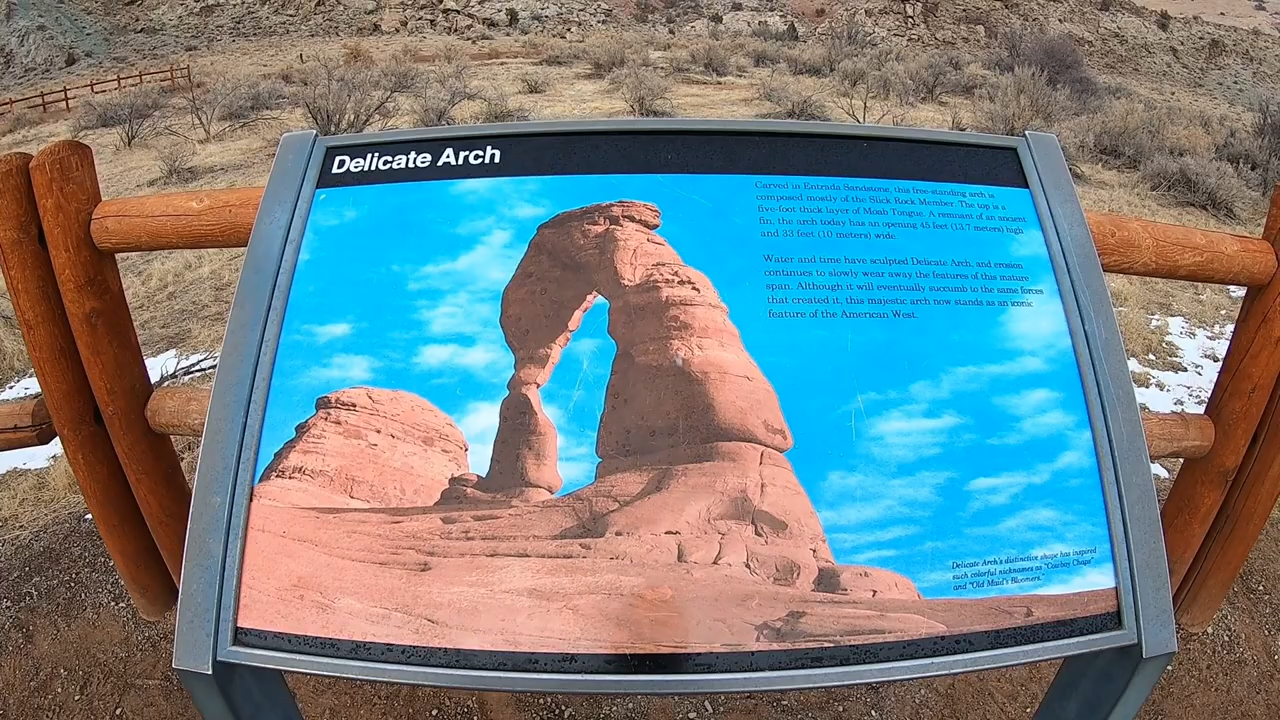 Delicate Arch
Carved in Entrada Sandstone, this free-standing arch is
composed mostly of the Slick Rock Member. The top is a
five-foot thick layer of Moab Tongue. A remnant of an ancient
fin, the arch today has an opening 45 feet (13.7 meters) high
and 33 feet (10 meters) wide.
Water and time have sculpted Delicate Arch, and erosion
continues to slowly wear away the features of this mature
span. Although it will eventually succumb to the same forces
that created it, this majestic arch now stands as an iconic
feature of the American West.
Delicate Arch's distinctive shape has inspired
such colorful nicknames as "Cowboy Chaps"
and "Old Maid's Bloomers."